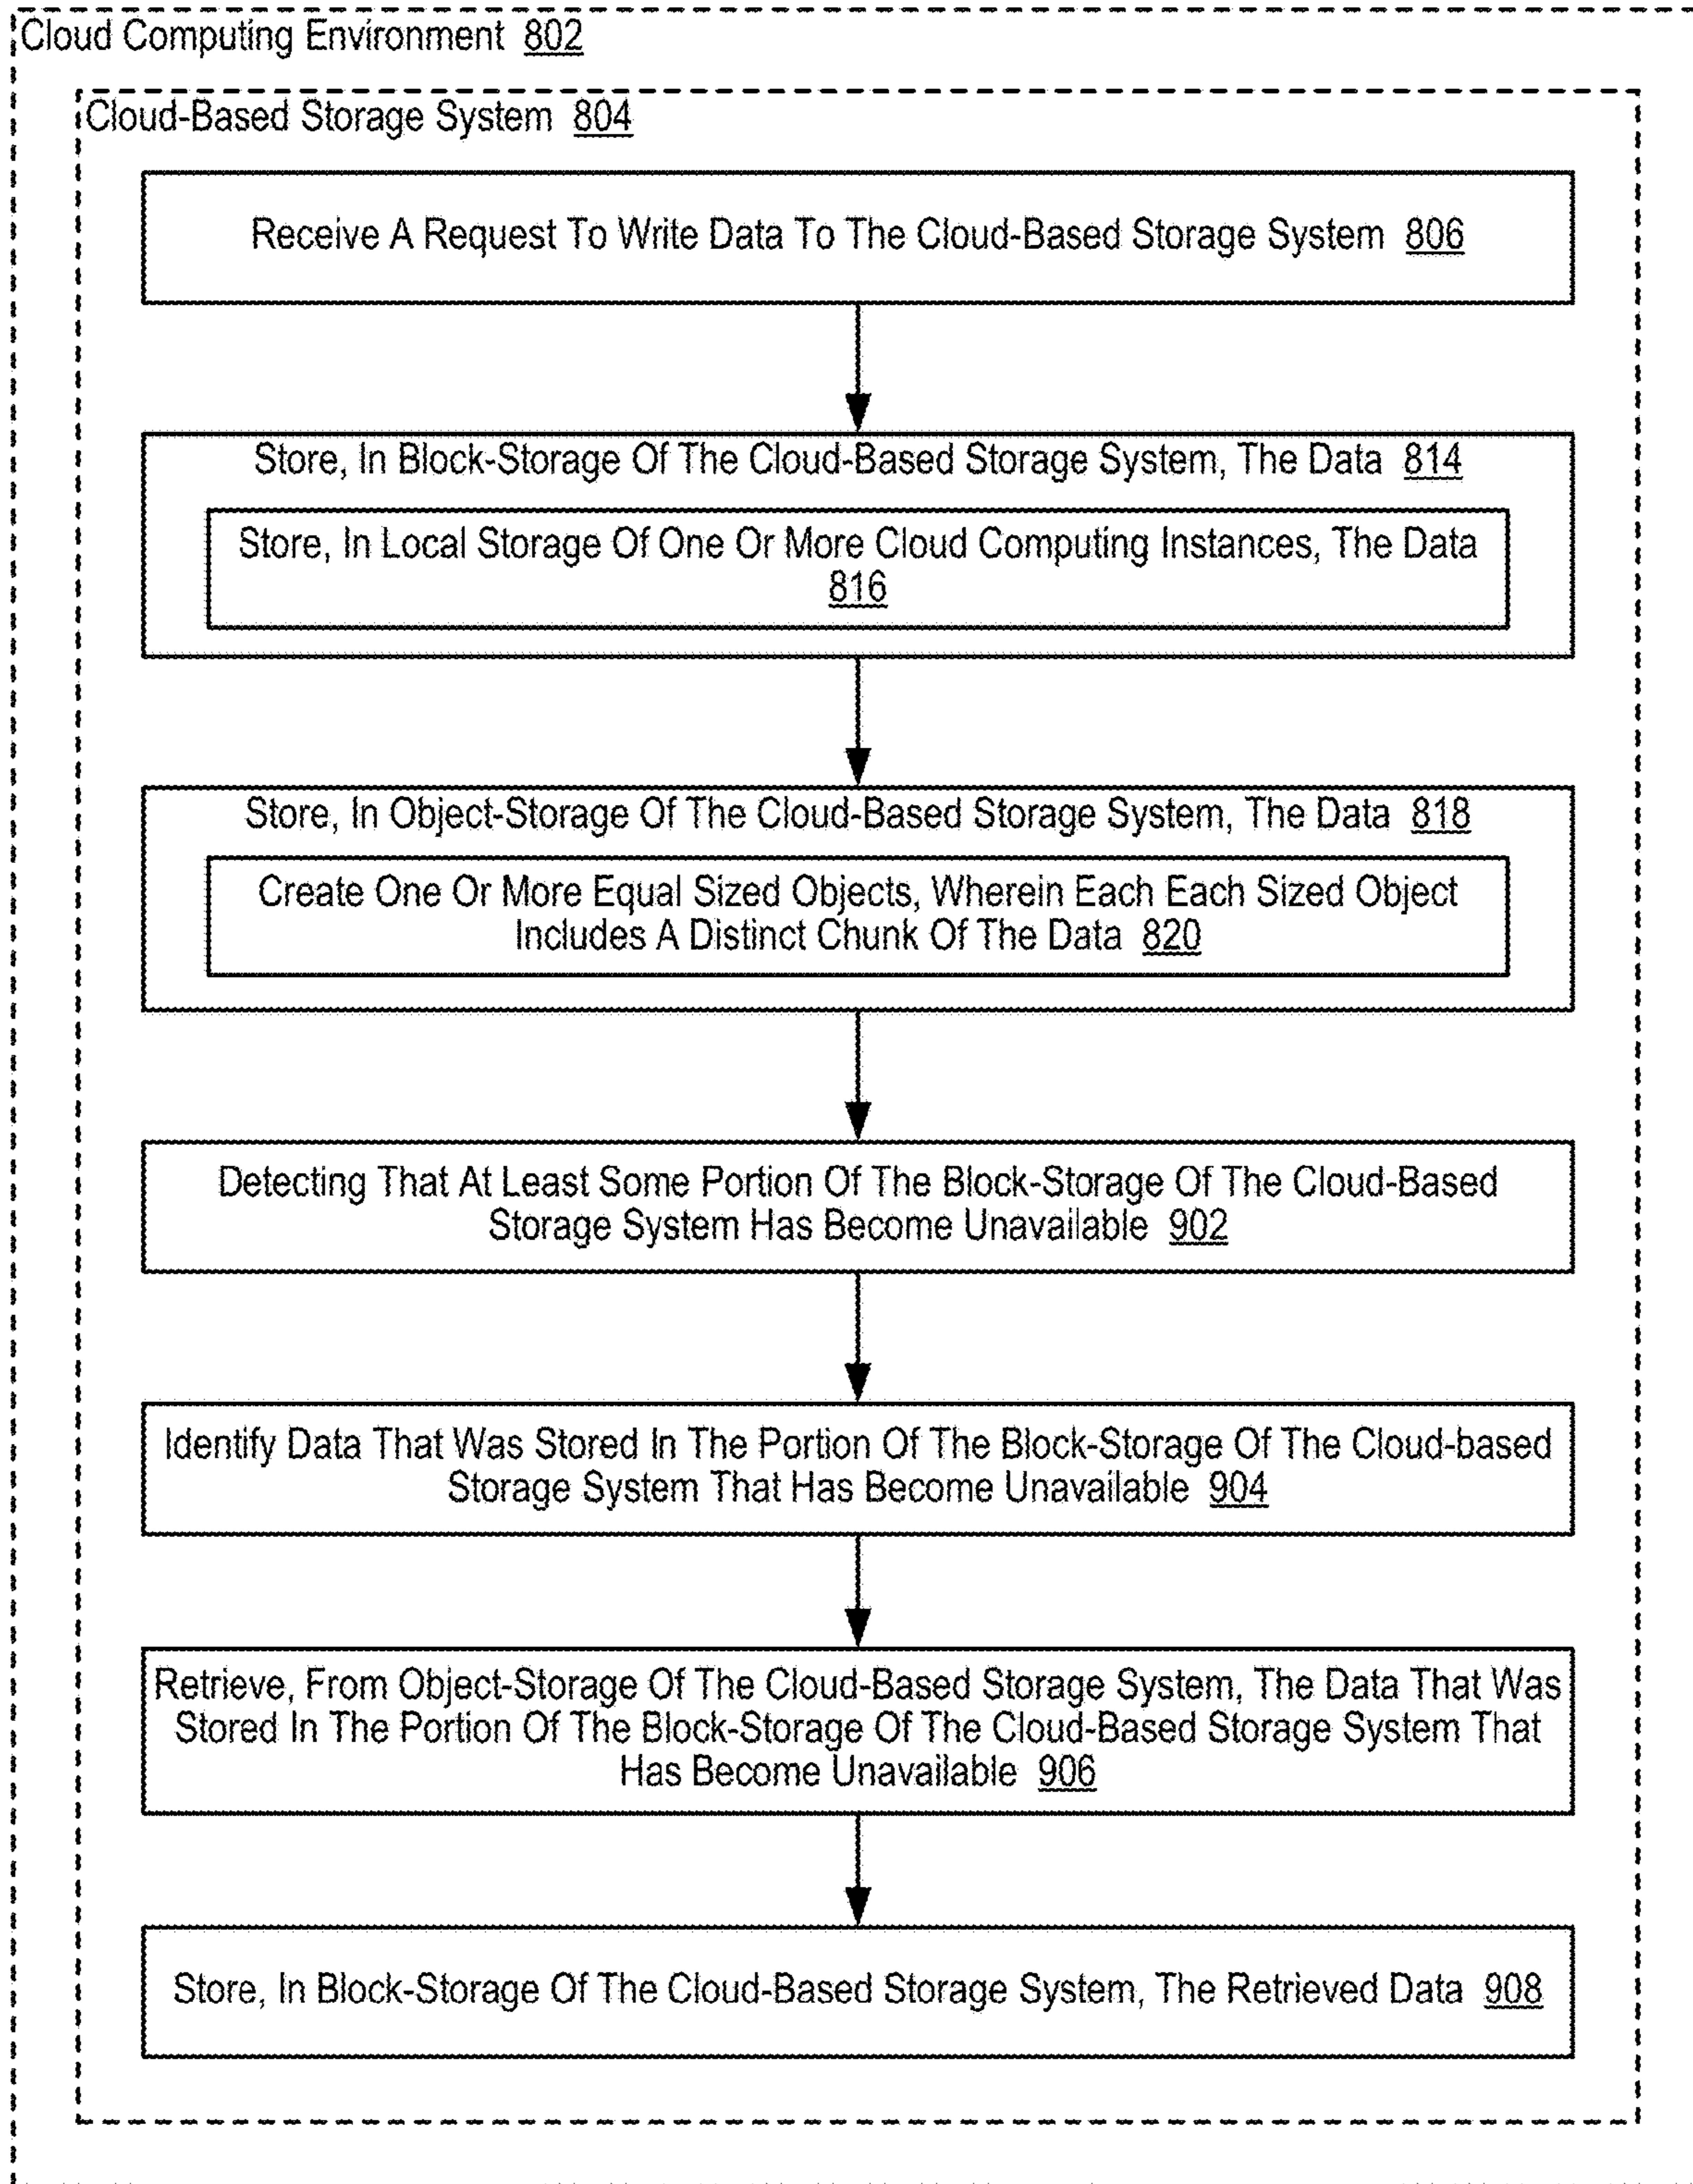 Cloud Computing Environment 802
Cloud-Based Storage System 804
Receive A Request To Write Data To The Cloud-Based Storage System 806
Store, In Block-Storage Of The Cloud-Based Storage System, The Data 814
Store, In Local Storage Of One Or More Cloud Computing Instances, The Data
816
Store, In Object-Storage Of The Cloud-Based Storage System, The Data 818
Create One Or More Equal Sized Objects, Wherein Each Each Sized Object
Includes A Distinct Chunk Of The Data 820
Detecting That At Least Some Portion Of The Block-Storage Of The Cloud-Based
Storage System Has Become Unavailable 902
Identify Data That Was Stored In The Portion Of The Block-Storage Of The Cloud-based
Storage System That Has Become Unavailable 904
Retrieve, From Object-Storage Of The Cloud-Based Storage System, The Data That Was
Stored In The Portion Of The Block-Storage Of The Cloud-Based Storage System That
Has Become Unavailable 906
Store, In Block-Storage Of The Cloud-Based Storage System, The Retrieved Data 908